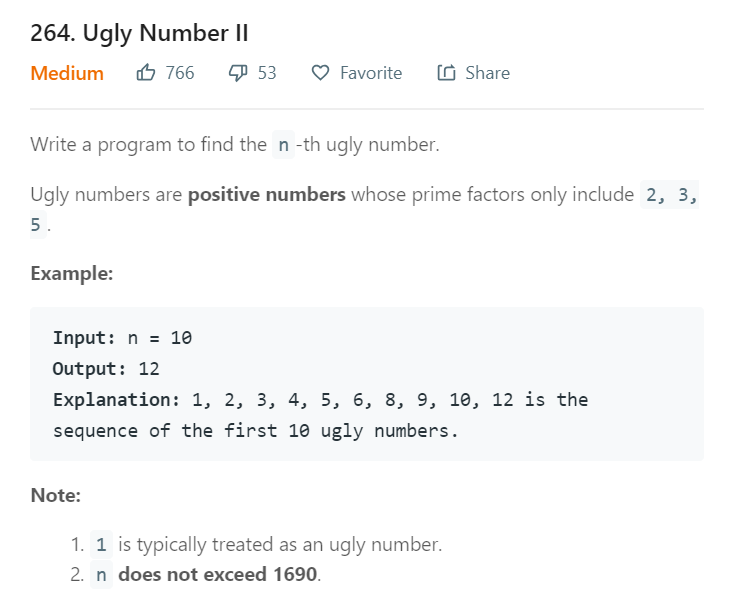 264. Ugly Number II
Medium 766 53 Favorite Share
Write a program to find the n -th ugly number.
Ugly numbers are positive numbers whose prime factors only include 2, 3,
5 .
Example:
Input: n = 10
Output: 12
Explanation: 1, 2, 3, 4, 5, 6, 8, 9, 10, 12 is the
sequence of the first 10 ugly numbers.
Note:
1. 1 is typically treated as an ugly number.
2. n does not exceed 1690.